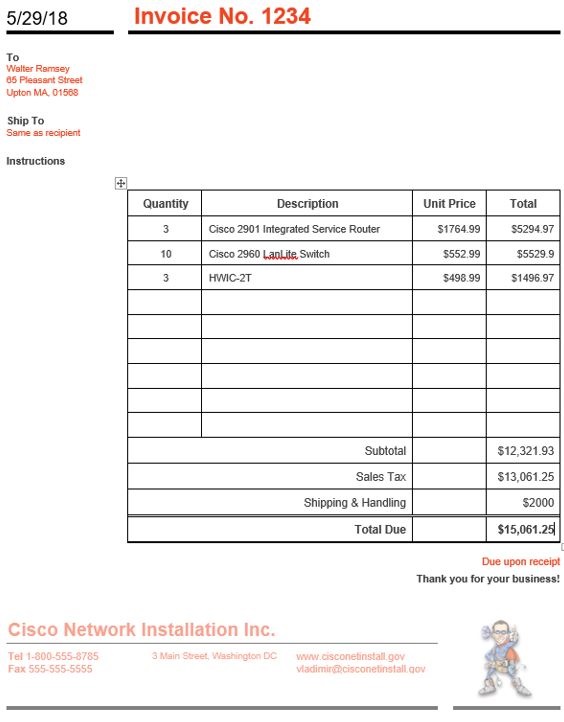 5/29/18 Invoice No. 1234
To
Walter Ramsey
65 Pleasant Street
Upton MA, 01568
Ship To
Same as recipient
Instructions
Quantity Description Unit Price Total
3 Cisco 2901 Integrated Service Router $1764.99 $5294.97
10 Cisco 2960 LanLite Switch $552.99 $5529.9
3 HWIC-2T $498.99 $1496.97
Subtotal $12,321.93
Sales Tax $13,061.25
Shipping & Handling $2000
Total Due $15,061.25
Due upon receipt
Thank you for your business!
Cisco Network Installation Inc.
Tel 1-800-555-8765 3 Main Street, Washington DC www.cisconetinstall.gov
Fax 555-555-5555 vladimir@cisconetinstall.gov